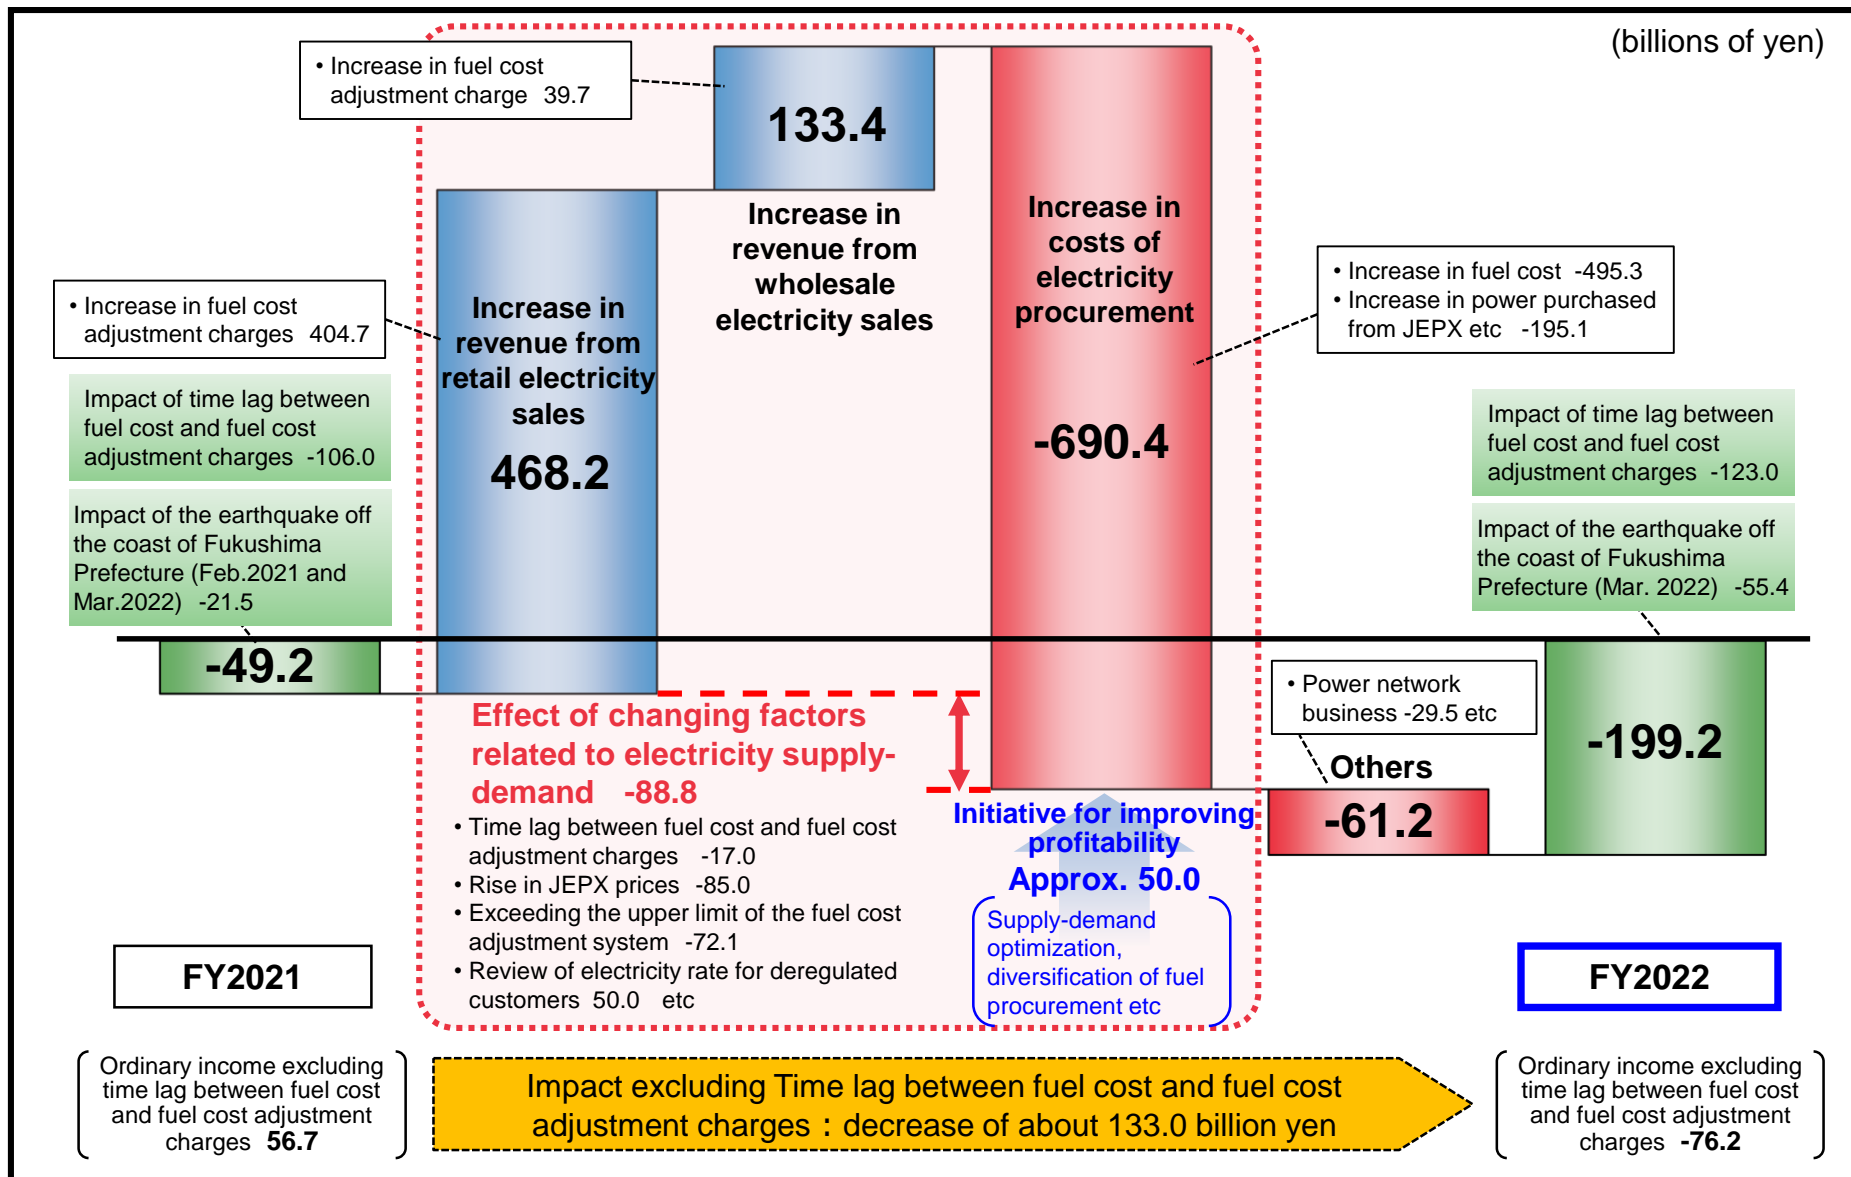 (billions of yen)
• Increase in fuel cost
adjustment charge 39.7
133.4
Increase in
revenue from
wholesale
electricity sales
Increase in
costs of
electricity
procurement
-690.4
• Increase in fuel cost -495.3
• Increase in power purchased
from JEPX etc -195.1
• Increase in fuel cost
adjustment charges 404.7
Increase in
revenue from
retail electricity
sales
468.2
Impact of time lag between
fuel cost and fuel cost
adjustment charges -106.0
Impact of the earthquake off
the coast of Fukushima
Prefecture (Feb.2021 and
Mar.2022) -21.5
Impact of time lag between
fuel cost and fuel cost
adjustment charges -123.0
Impact of the earthquake off
the coast of Fukushima
Prefecture (Mar. 2022) -55.4
-49.2
Effect of changing factors
related to electricity supply-
demand -88.8
• Time lag between fuel cost and fuel cost
adjustment charges -17.0
• Rise in JEPX prices -85.0
• Exceeding the upper limit of the fuel cost
adjustment system -72.1
• Review of electricity rate for deregulated
customers 50.0 etc
Initiative for improving
profitability
Approx. 50.0
Supply-demand
optimization,
diversification of fuel
procurement etc
• Power network
business -29.5 etc
Others
-61.2
-199.2
FY2021
FY2022
Ordinary income excluding
time lag between fuel cost
and fuel cost adjustment
charges 56.7
Impact excluding Time lag between fuel cost and fuel cost
adjustment charges：decrease of about 133.0 billion yen
Ordinary income excluding
time lag between fuel cost
and fuel cost adjustment
charges -76.2